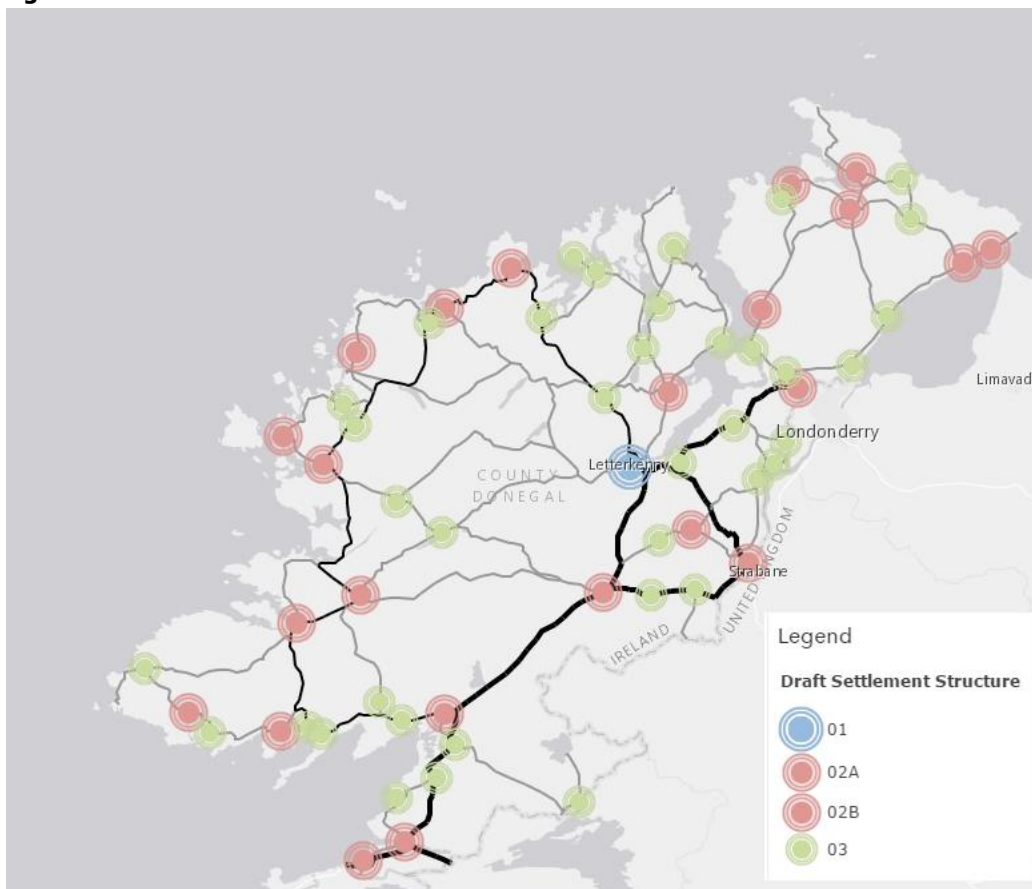 Limavad
Londonderry
Letterkenny
COUNTY
DONEGAL
Strabane
UNITED KINGDOM
IRELAND
Legend
Draft Settlement Structure
01
02A
02B
03